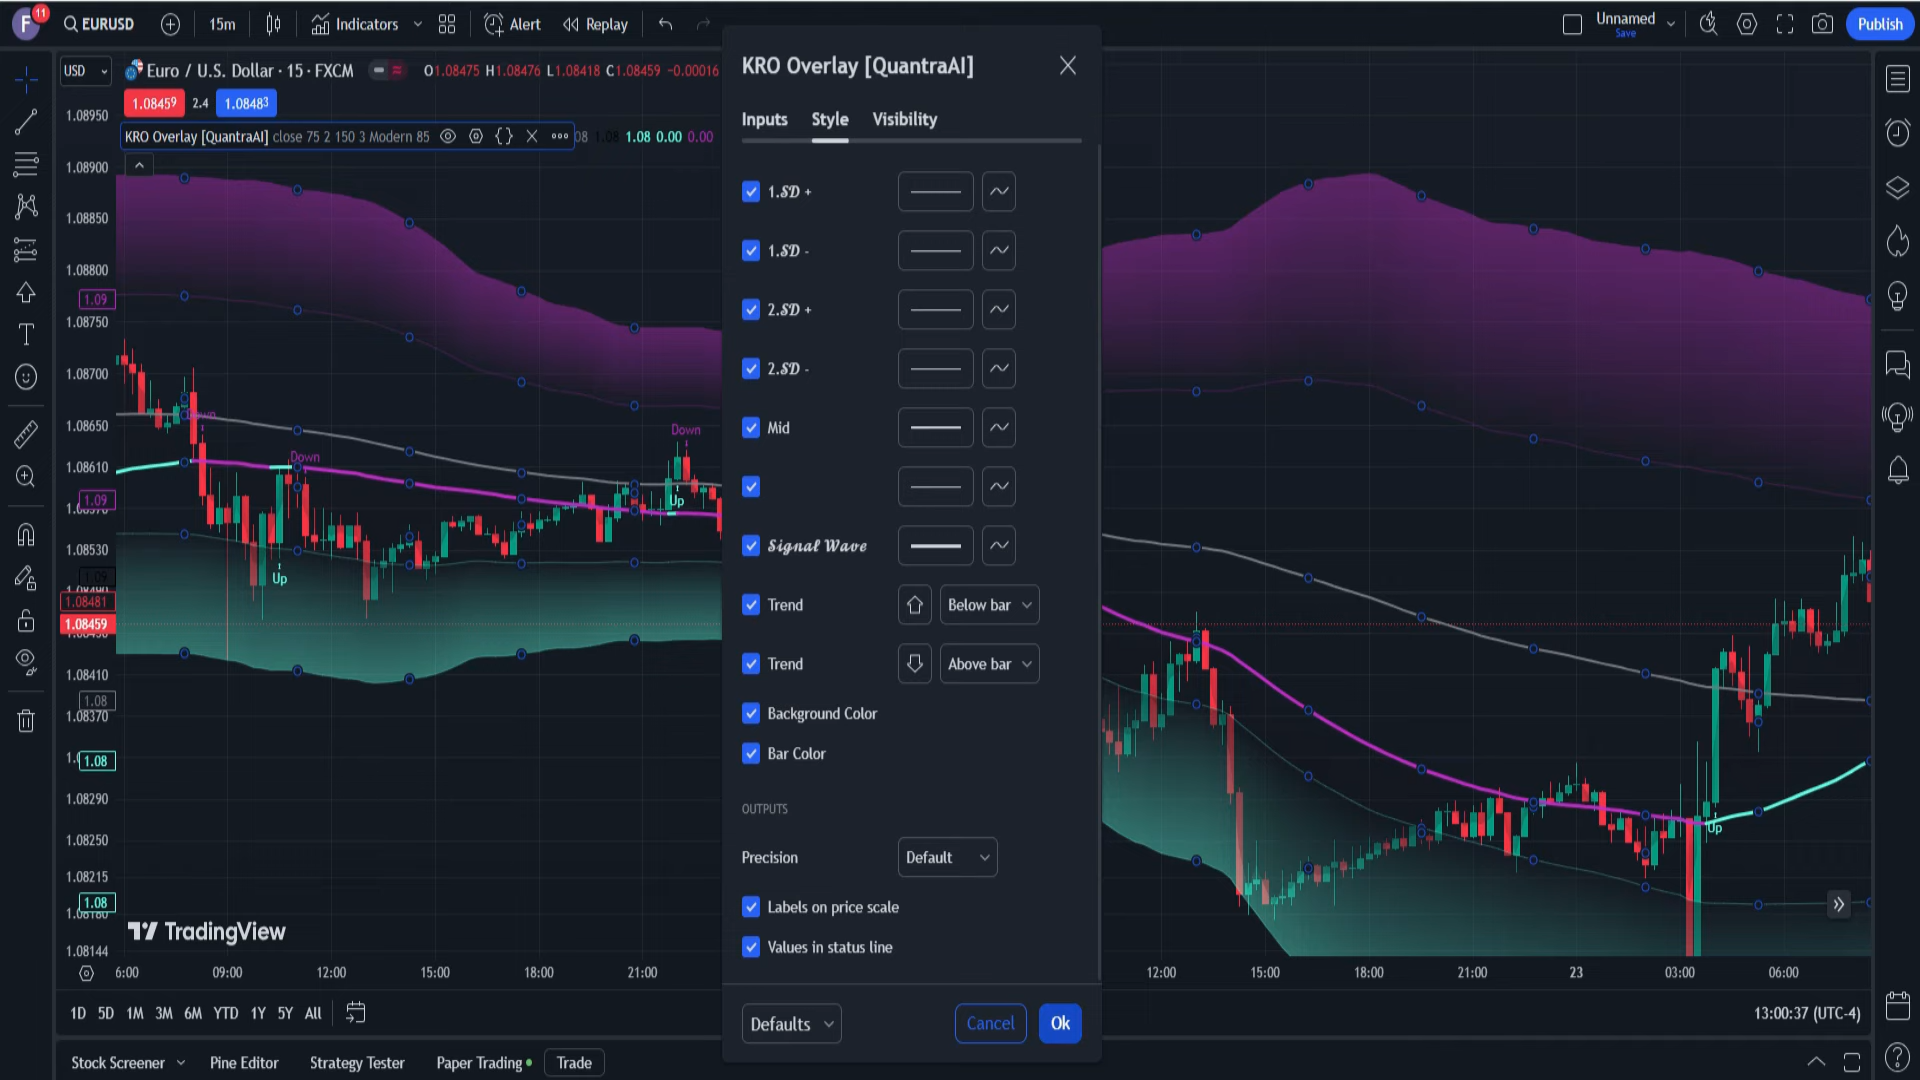 F 11 EURUSD 15m Indicators Alert Replay Unnamed Save Publish
USD Euro / U.S. Dollar · 15 · FXCM O1.08475 H1.08476 L1.08418 C1.08459 -0.00016
1.08459 2.4 1.08483
KRO Overlay [QuantraAI] close 75 2 150 3 Modern 85 08 1.08 1.08 0.00 0.00
1.08950
1.08900
1.08850
1.08800
1.09
1.08750
1.08700
1.08650
1.08610
1.09
1.08530
1.09
1.08481
1.08459
1.08410
1.08
1.08370
1.08
1.08290
1.08250
1.08215
1.08
1.08180
1.08144
Down
Down
Up
Down
Up
Up
TradingView
6:00 09:00 12:00 15:00 18:00 21:00
12:00 15:00 18:00 21:00 23 03:00 06:00
KRO Overlay [QuantraAI]
Inputs Style Visibility
1.𝓢𝓓 +
1.𝓢𝓓 -
2.𝓢𝓓 +
2.𝓢𝓓 -
Mid
𝓢𝓲𝓰𝓷𝓪𝓵 𝓦𝓪𝓿𝓮
Trend Below bar
Trend Above bar
Background Color
Bar Color
OUTPUTS
Precision Default
Labels on price scale
Values in status line
Defaults Cancel Ok
1D 5D 1M 3M 6M YTD 1Y 5Y All
13:00:37 (UTC-4)
Stock Screener Pine Editor Strategy Tester Paper Trading Trade